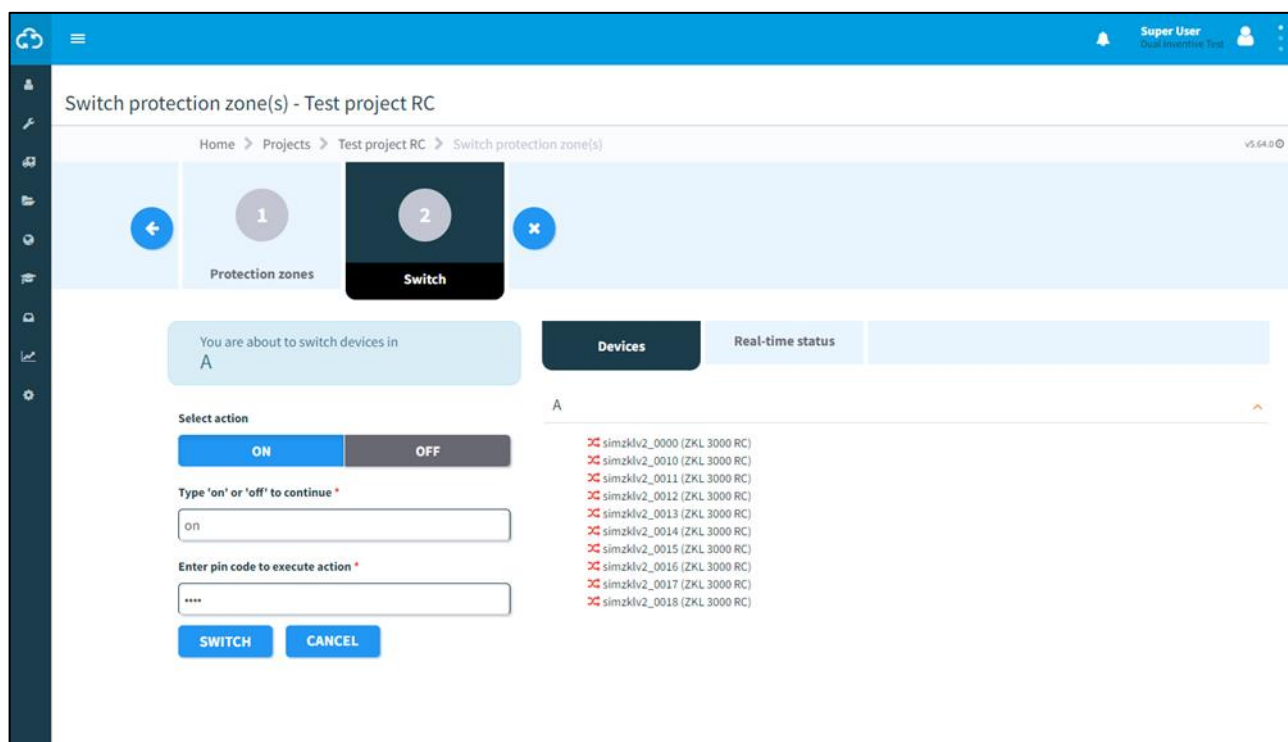 Super User
Dual Inventive Test
Switch protection zone(s) - Test project RC
Home > Projects > Test project RC > Switch protection zone(s)
v5.64.0
1
2
Protection zones
Switch
You are about to switch devices in
A
Devices
Real-time status
Select action
ON
OFF
Type 'on' or 'off' to continue *
on
Enter pin code to execute action *
••••
SWITCH
CANCEL
A
simzklv2_0000 (ZKL 3000 RC)
simzklv2_0010 (ZKL 3000 RC)
simzklv2_0011 (ZKL 3000 RC)
simzklv2_0012 (ZKL 3000 RC)
simzklv2_0013 (ZKL 3000 RC)
simzklv2_0014 (ZKL 3000 RC)
simzklv2_0015 (ZKL 3000 RC)
simzklv2_0016 (ZKL 3000 RC)
simzklv2_0017 (ZKL 3000 RC)
simzklv2_0018 (ZKL 3000 RC)